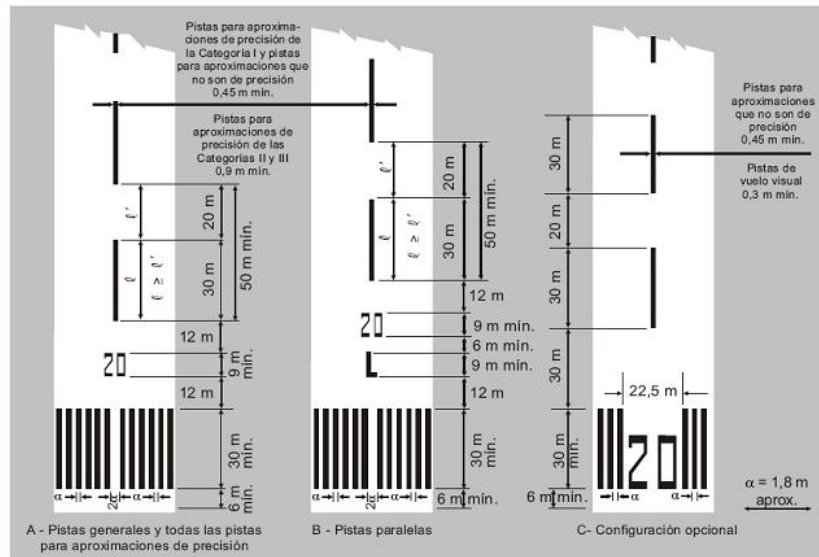 Pistas para aproxima-
ciones de precisión de
la Categoría I y pistas
para aproximaciones que
no son de precisión
0,45 m mín.
Pistas para
aproximaciones de
precisión de las
Categorías II y III
0,9 m mín.
ℓ′
20 m
ℓ
ℓ ≥ ℓ′
30 m
50 m mín.
12 m
20
9 m
mín.
12 m
30 m
mín.
α
2α
α
6 m
mín.
A - Pistas generales y todas las pistas
para aproximaciones de precisión
ℓ′
20 m
ℓ
ℓ ≥ ℓ′
30 m
50 m mín.
12 m
20
9 m mín.
6 m mín.
L
9 m mín.
12 m
30 m
mín.
α
2α
α
6 m mín.
B - Pistas paralelas
Pistas para
aproximaciones
que no son de
precisión
0,45 m mín.
Pistas de
vuelo visual
0,3 m mín.
30 m
20 m
30 m
30 m
22,5 m
20
30 m
mín.
α
α
6 m mín.
α = 1,8 m
aprox.
C- Configuración opcional